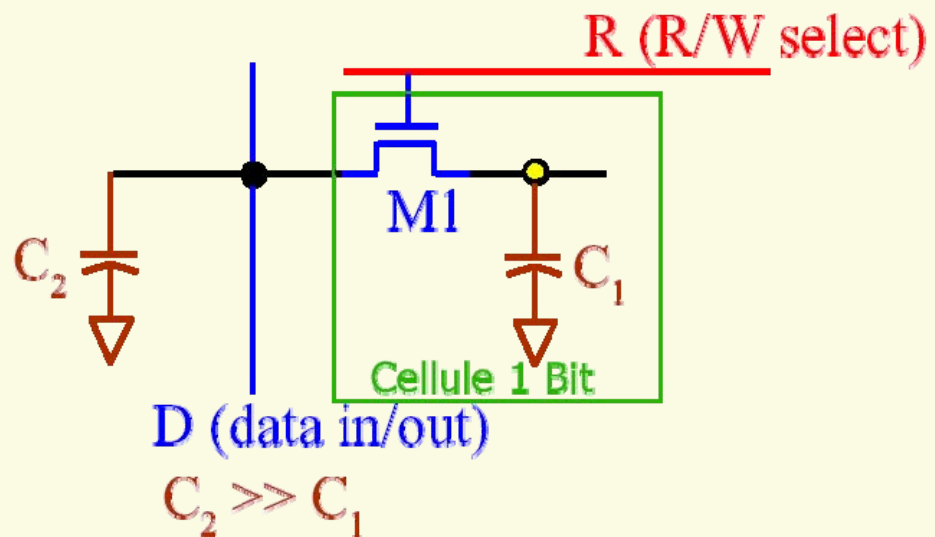 R (R/W select)
M1
C₂
C₁
Cellule 1 Bit
D (data in/out)
C₂ >> C₁